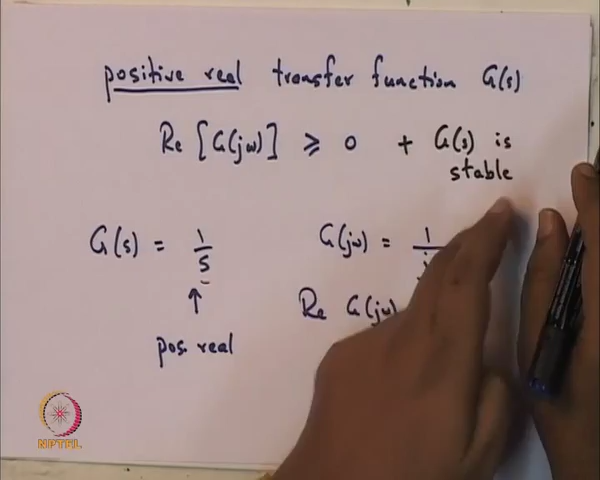 positive real transfer function G(s)
Re [G(jω)] ⩾ 0 + G(s) is
stable
G(s) = 1/s
G(jω) = 1/j
Re G(jω)
pos. real
NPTEL